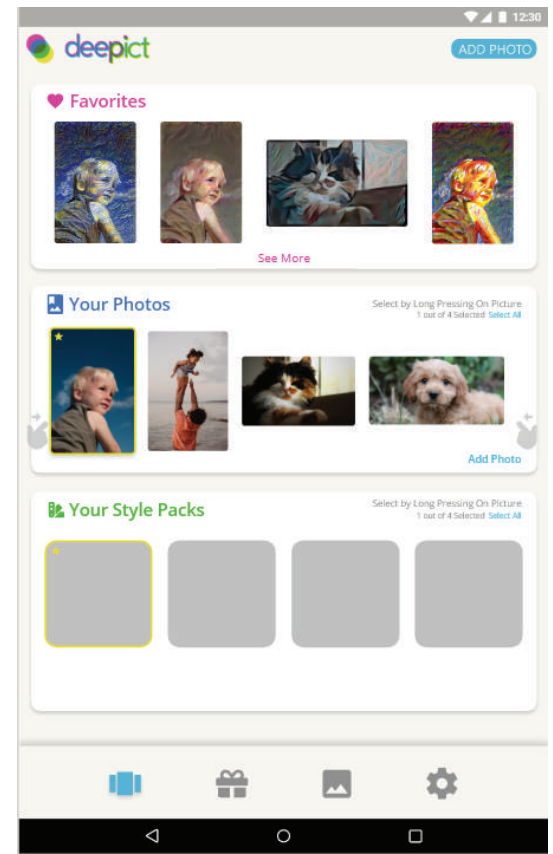 12:30
deepict
ADD PHOTO
Favorites
See More
Your Photos
Select by Long Pressing On Picture
1 out of 4 Selected Select All
Add Photo
Your Style Packs
Select by Long Pressing On Picture
1 out of 4 Selected Select All